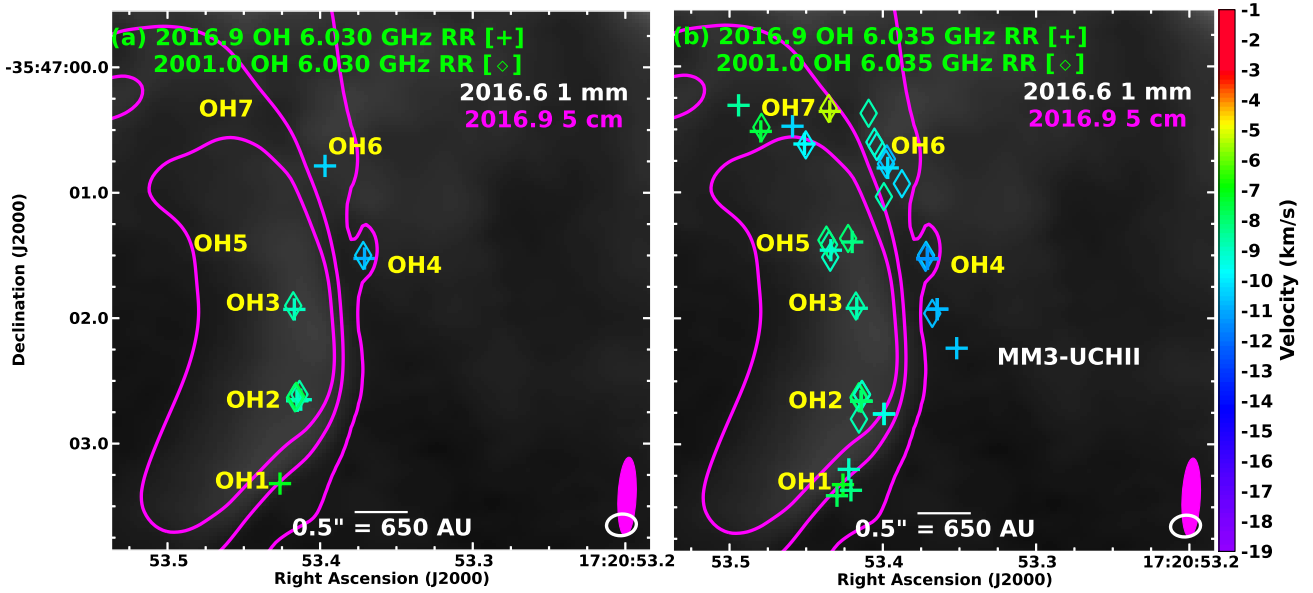 (a) 2016.9 OH 6.030 GHz RR [+]
2001.0 OH 6.030 GHz RR [⋄]
2016.6 1 mm
2016.9 5 cm
OH7
OH6
OH5
OH4
OH3
OH2
OH1
0.5" = 650 AU
-35:47:00.0
01.0
02.0
03.0
Declination (J2000)
53.5
53.4
53.3
17:20:53.2
Right Ascension (J2000)
(b) 2016.9 OH 6.035 GHz RR [+]
2001.0 OH 6.035 GHz RR [⋄]
2016.6 1 mm
2016.9 5 cm
OH7
OH6
OH5
OH4
OH3
MM3-UCHII
OH2
OH1
0.5" = 650 AU
53.5
53.4
53.3
17:20:53.2
Right Ascension (J2000)
-1
-2
-3
-4
-5
-6
-7
-8
-9
-10
-11
-12
-13
-14
-15
-16
-17
-18
-19
Velocity (km/s)